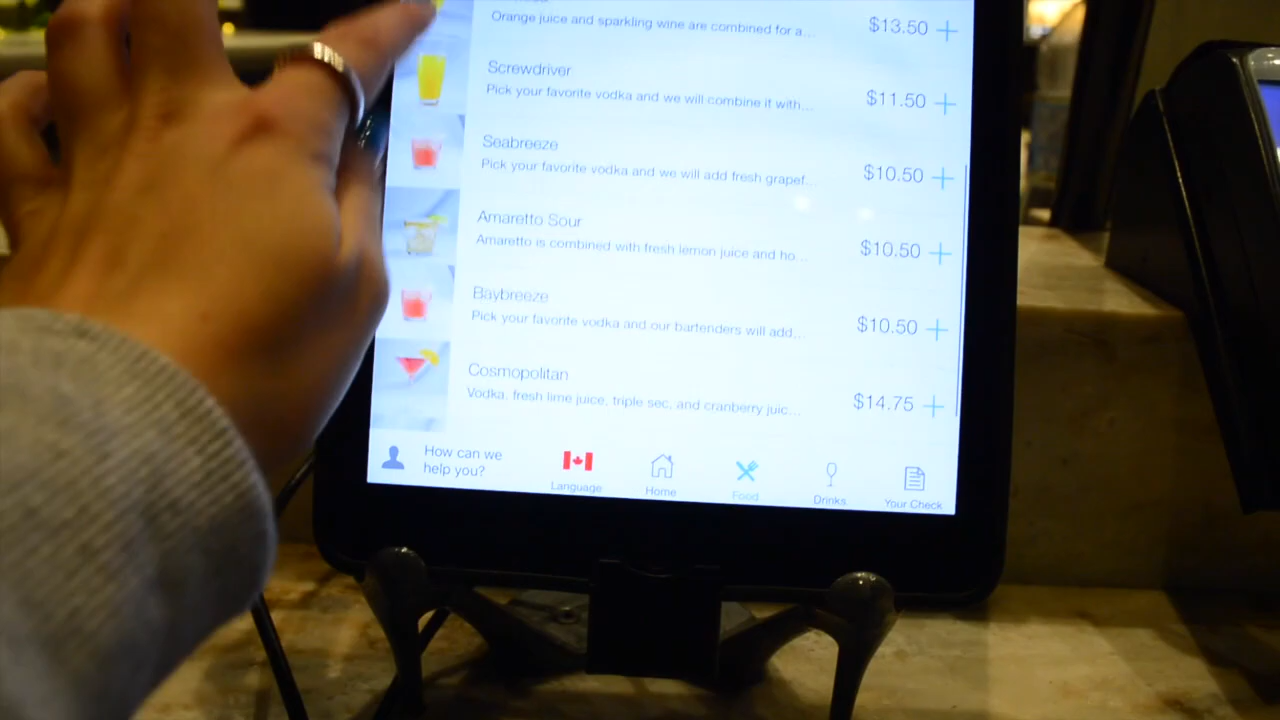 Orange juice and sparkling wine are combined for a...
$13.50 +
Screwdriver
Pick your favorite vodka and we will combine it with...
$11.50 +
Seabreeze
Pick your favorite vodka and we will add fresh grapef...
$10.50 +
Amaretto Sour
Amaretto is combined with fresh lemon juice and ho...
$10.50 +
Baybreeze
Pick your favorite vodka and our bartenders will add...
$10.50 +
Cosmopolitan
Vodka, fresh lime juice, triple sec, and cranberry juic...
$14.75 +
How can we
help you?
Language
Home
Food
Drinks
Your Check